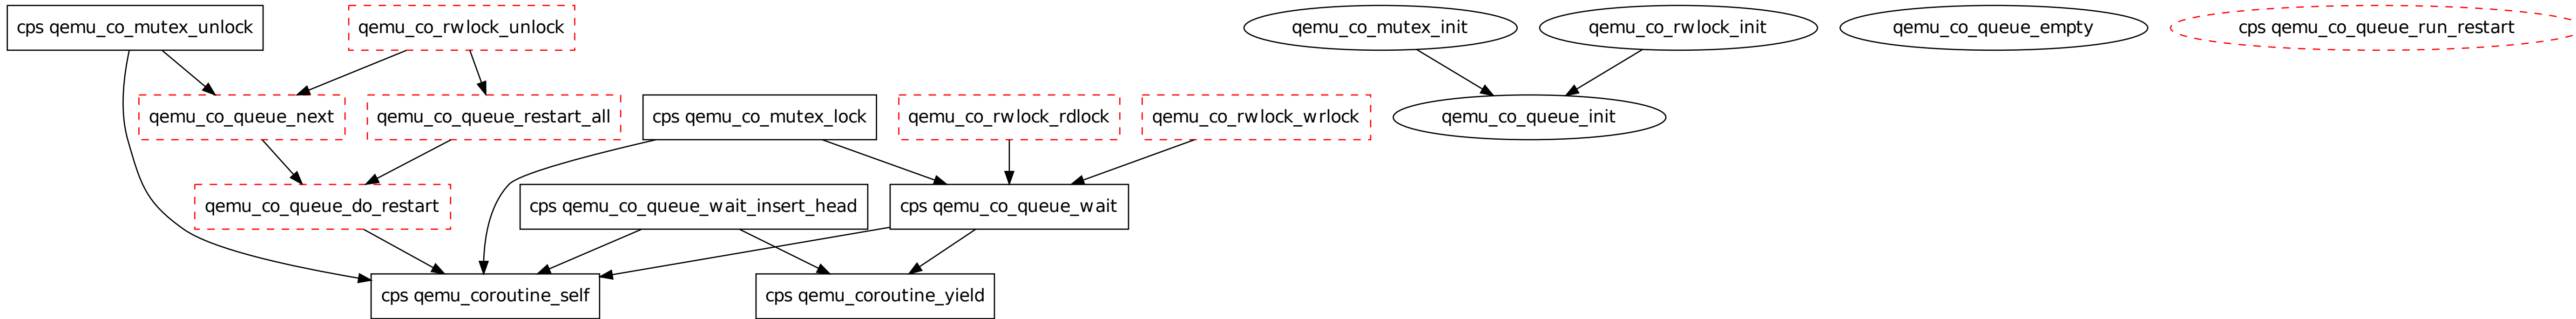 cps qemu_co_mutex_unlock
qemu_co_rwlock_unlock
qemu_co_mutex_init
qemu_co_rwlock_init
qemu_co_queue_empty
cps qemu_co_queue_run_restart
qemu_co_queue_next
qemu_co_queue_restart_all
cps qemu_co_mutex_lock
qemu_co_rwlock_rdlock
qemu_co_rwlock_wrlock
qemu_co_queue_init
qemu_co_queue_do_restart
cps qemu_co_queue_wait_insert_head
cps qemu_co_queue_wait
cps qemu_coroutine_self
cps qemu_coroutine_yield